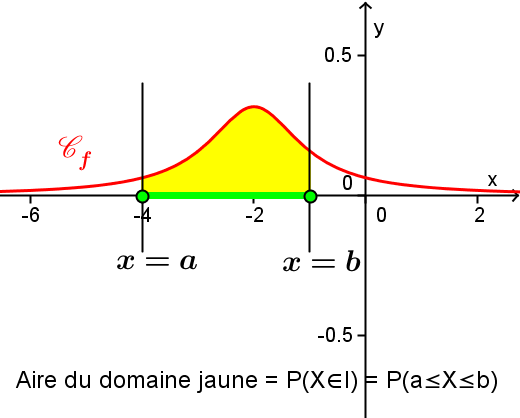 y
0.5
𝒞f
0
x
-6
-4
-2
0
2
x = a
x = b
-0.5
Aire du domaine jaune = P(X∈I) = P(a≤X≤b)